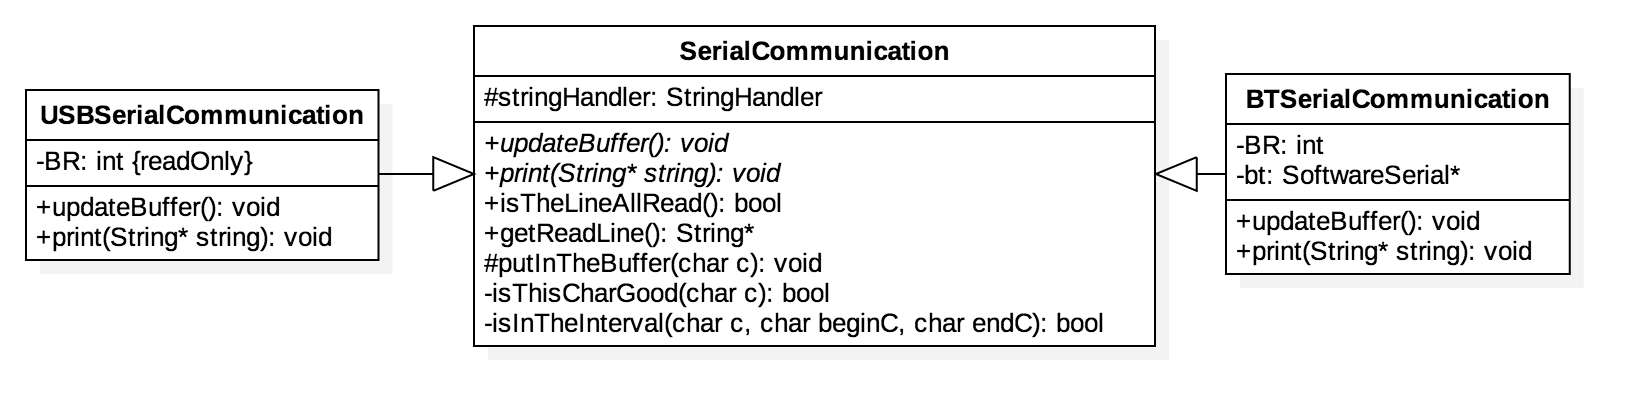 USBSerialCommunication
-BR: int {readOnly}
+updateBuffer(): void
+print(String* string): void
SerialCommunication
#stringHandler: StringHandler
+updateBuffer(): void
+print(String* string): void
+isTheLineAllRead(): bool
+getReadLine(): String*
#putInTheBuffer(char c): void
-isThisCharGood(char c): bool
-isInTheInterval(char c, char beginC, char endC): bool
BTSerialCommunication
-BR: int
-bt: SoftwareSerial*
+updateBuffer(): void
+print(String* string): void